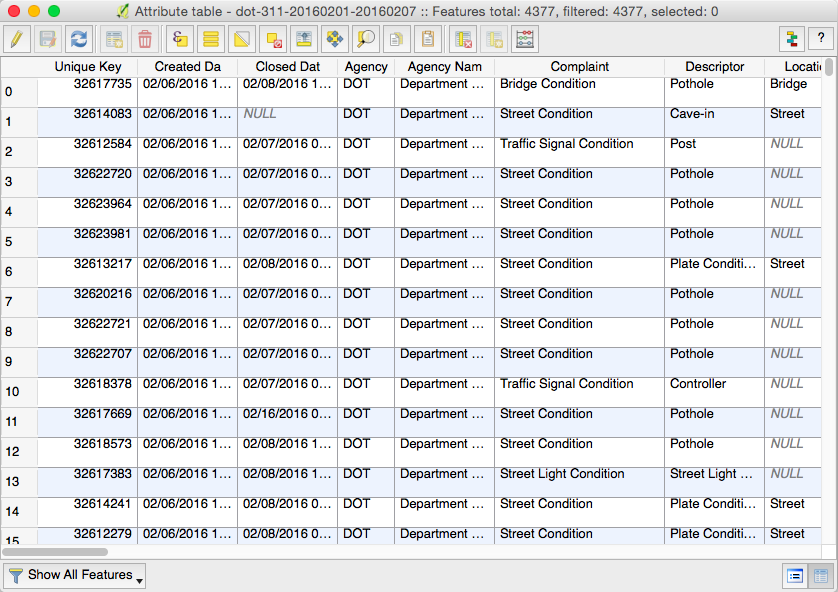 Attribute table - dot-311-20160201-20160207 :: Features total: 4377, filtered: 4377, selected: 0
Unique Key Created Da Closed Dat Agency Agency Nam Complaint Descriptor Locatio
0 32617735 02/06/2016 1... 02/08/2016 1... DOT Department ... Bridge Condition Pothole Bridge
1 32614083 02/06/2016 1... NULL DOT Department ... Street Condition Cave-in Street
2 32612584 02/06/2016 1... 02/07/2016 0... DOT Department ... Traffic Signal Condition Post NULL
3 32622720 02/06/2016 1... 02/07/2016 0... DOT Department ... Street Condition Pothole NULL
4 32623964 02/06/2016 1... 02/07/2016 0... DOT Department ... Street Condition Pothole NULL
5 32623981 02/06/2016 1... 02/07/2016 0... DOT Department ... Street Condition Pothole NULL
6 32613217 02/06/2016 1... 02/08/2016 0... DOT Department ... Street Condition Plate Conditi... Street
7 32620216 02/06/2016 1... 02/07/2016 0... DOT Department ... Street Condition Pothole NULL
8 32622721 02/06/2016 1... 02/07/2016 0... DOT Department ... Street Condition Pothole NULL
9 32622707 02/06/2016 1... 02/07/2016 0... DOT Department ... Street Condition Pothole NULL
10 32618378 02/06/2016 1... 02/07/2016 0... DOT Department ... Traffic Signal Condition Controller NULL
11 32617669 02/06/2016 1... 02/16/2016 0... DOT Department ... Street Condition Pothole NULL
12 32618573 02/06/2016 1... 02/08/2016 1... DOT Department ... Street Condition Pothole NULL
13 32617383 02/06/2016 1... 02/08/2016 1... DOT Department ... Street Light Condition Street Light ... NULL
14 32614241 02/06/2016 1... 02/08/2016 0... DOT Department ... Street Condition Plate Conditi... Street
15 32612279 02/06/2016 1... 02/08/2016 0... DOT Department ... Street Condition Plate Conditi... Street
Show All Features